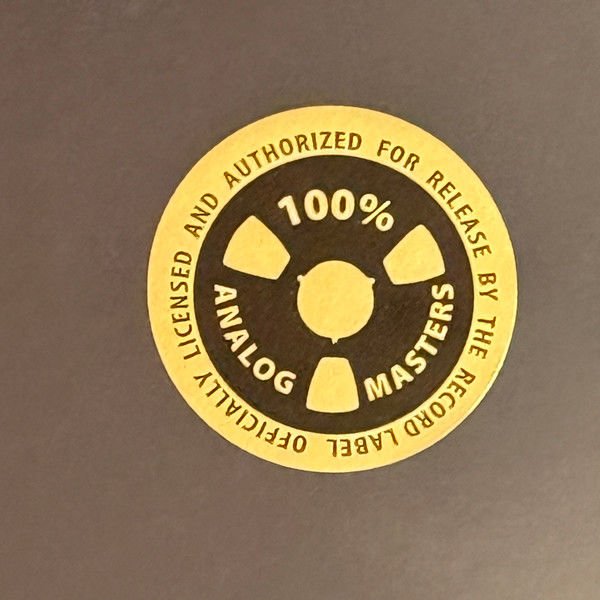 OFFICIALLY LICENSED AND AUTHORIZED FOR RELEASE BY THE RECORD LABEL
100%
ANALOG
MASTERS